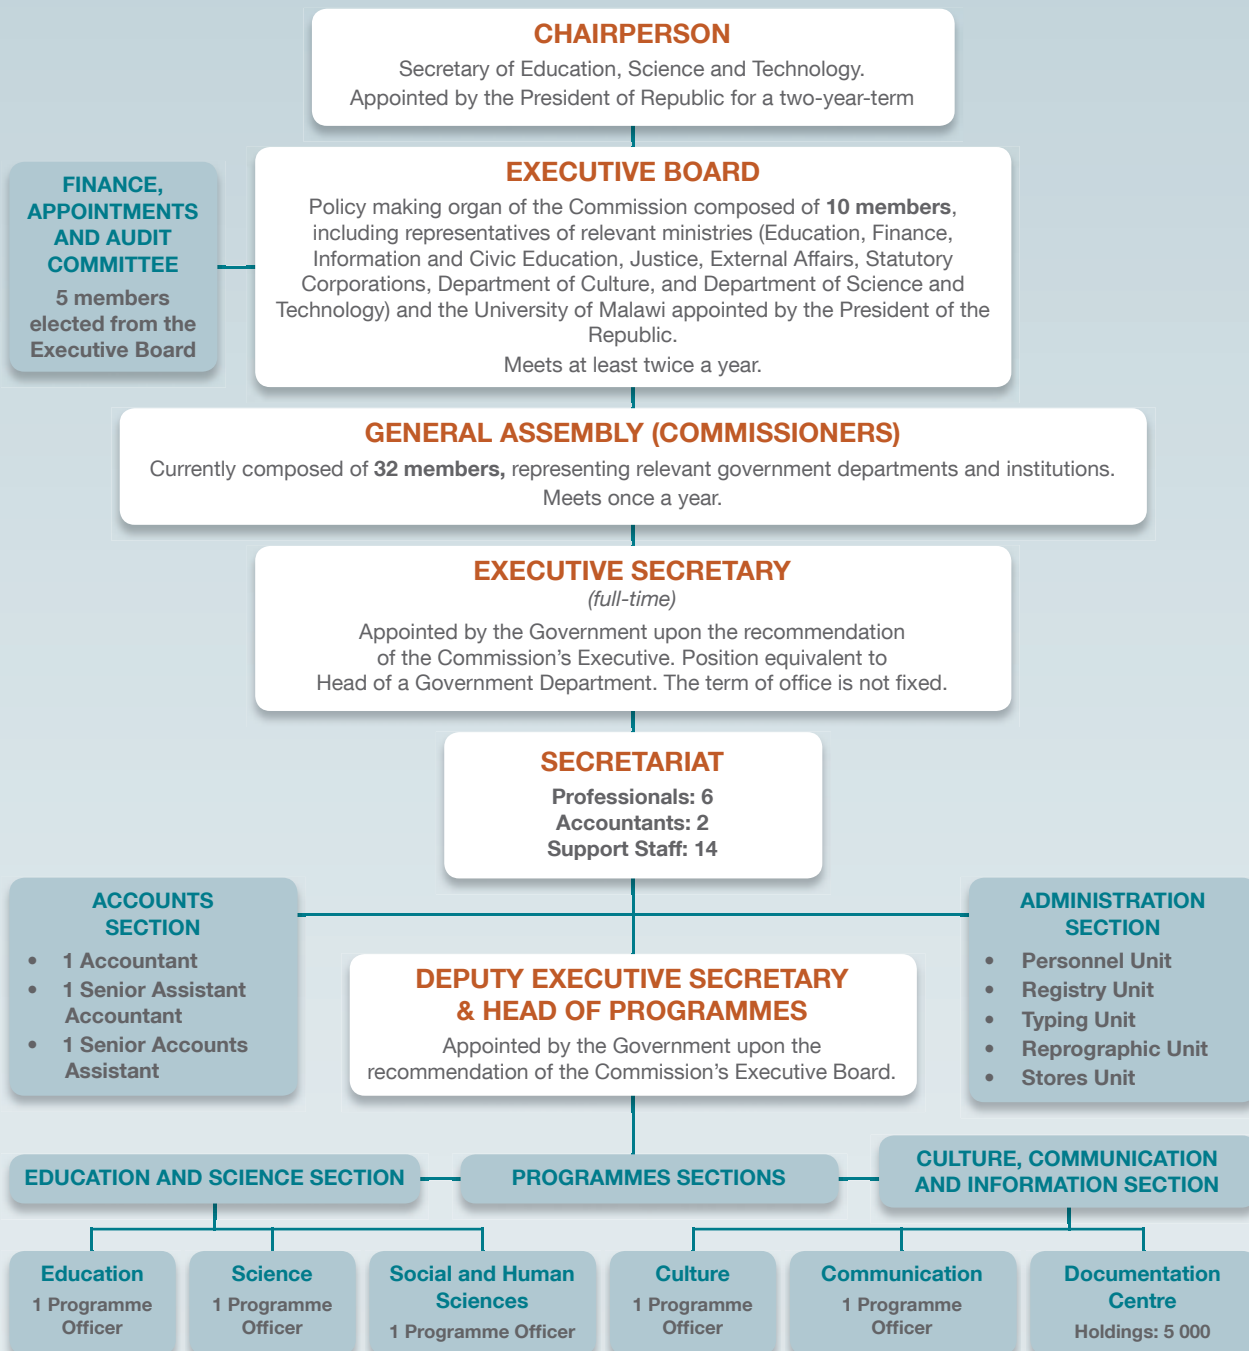 CHAIRPERSON
Secretary of Education, Science and Technology.
Appointed by the President of Republic for a two-year-term
FINANCE,
APPOINTMENTS
AND AUDIT
COMMITTEE
5 members
elected from the
Executive Board
EXECUTIVE BOARD
Policy making organ of the Commission composed of 10 members,
including representatives of relevant ministries (Education, Finance,
Information and Civic Education, Justice, External Affairs, Statutory
Corporations, Department of Culture, and Department of Science and
Technology) and the University of Malawi appointed by the President of the
Republic.
Meets at least twice a year.
GENERAL ASSEMBLY (COMMISSIONERS)
Currently composed of 32 members, representing relevant government departments and institutions.
Meets once a year.
EXECUTIVE SECRETARY
(full-time)
Appointed by the Government upon the recommendation
of the Commission's Executive. Position equivalent to
Head of a Government Department. The term of office is not fixed.
SECRETARIAT
Professionals: 6
Accountants: 2
Support Staff: 14
ACCOUNTS
SECTION
• 1 Accountant
• 1 Senior Assistant
Accountant
• 1 Senior Accounts
Assistant
DEPUTY EXECUTIVE SECRETARY
& HEAD OF PROGRAMMES
Appointed by the Government upon the
recommendation of the Commission's Executive Board.
ADMINISTRATION
SECTION
• Personnel Unit
• Registry Unit
• Typing Unit
• Reprographic Unit
• Stores Unit
EDUCATION AND SCIENCE SECTION
PROGRAMMES SECTIONS
CULTURE, COMMUNICATION
AND INFORMATION SECTION
Education
1 Programme
Officer
Science
1 Programme
Officer
Social and Human
Sciences
1 Programme Officer
Culture
1 Programme
Officer
Communication
1 Programme
Officer
Documentation
Centre
Holdings: 5 000